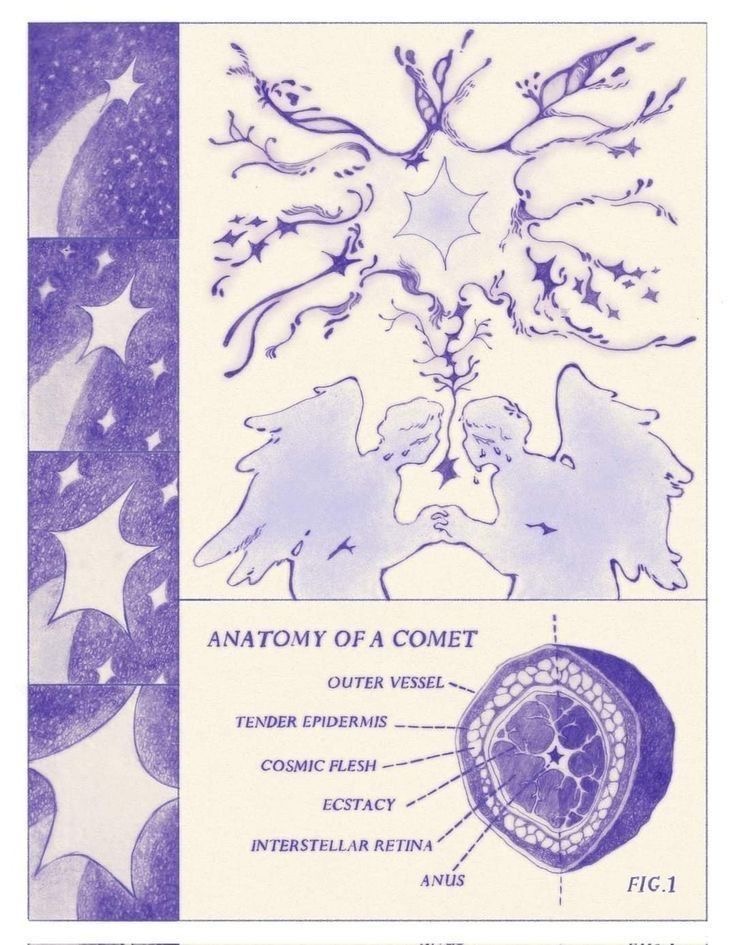 ANATOMY OF A COMET
OUTER VESSEL
TENDER EPIDERMIS
COSMIC FLESH
ECSTACY
INTERSTELLAR RETINA
ANUS
FIG.1